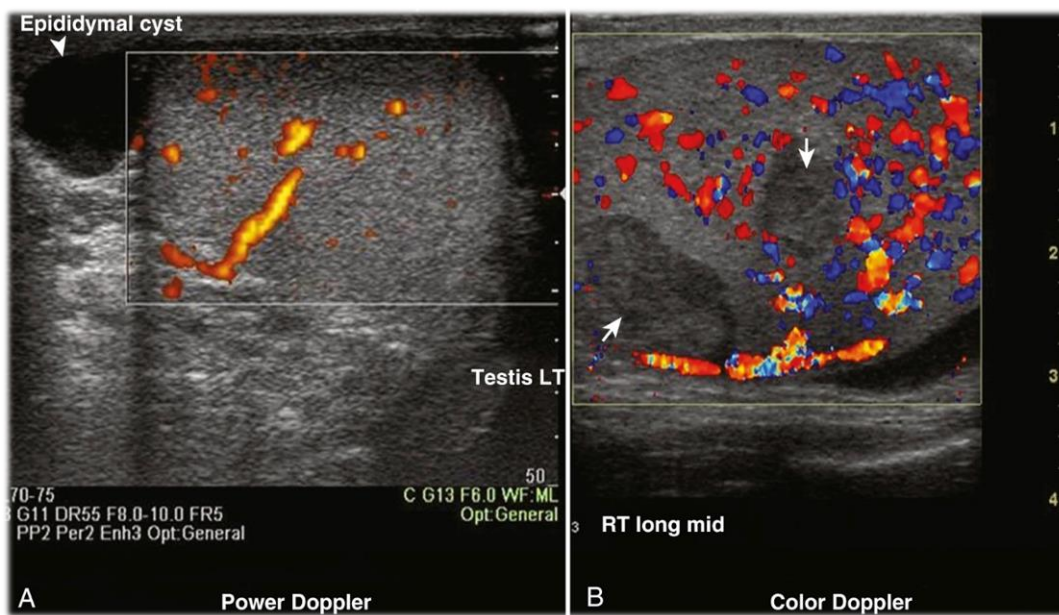 Epididymal cyst
Testis LT
50
70-75
G11 DR55 F8.0-10.0 FR5
PP2 Per2 Enh3 Opt:General
C G13 F6.0 WF:ML
Opt:General
A
Power Doppler
1
2
3
4
3
RT long mid
B
Color Doppler